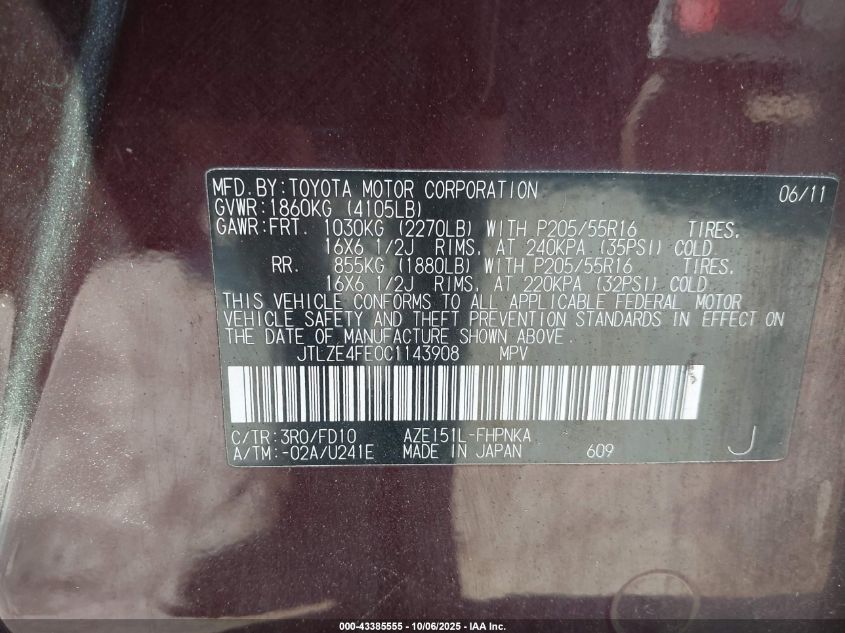 MFD. BY:TOYOTA MOTOR CORPORATION 06/11
GVWR:1860KG (4105LB)
GAWR:FRT. 1030KG (2270LB) WITH P205/55R16 TIRES,
16X6 1/2J RIMS, AT 240KPA (35PSI) COLD
RR. 855KG (1880LB) WITH P205/55R16 TIRES,
16X6 1/2J RIMS, AT 220KPA (32PSI) COLD
THIS VEHICLE CONFORMS TO ALL APPLICABLE FEDERAL MOTOR
VEHICLE SAFETY AND THEFT PREVENTION STANDARDS IN EFFECT ON
THE DATE OF MANUFACTURE SHOWN ABOVE.
JTLZE4FE0C1143908 MPV
C/TR:3R0/FD10 AZE151L-FHPNKA
A/TM:-02A/U241E MADE IN JAPAN 609 J
000-43385555 - 10/06/2025 - IAA Inc.